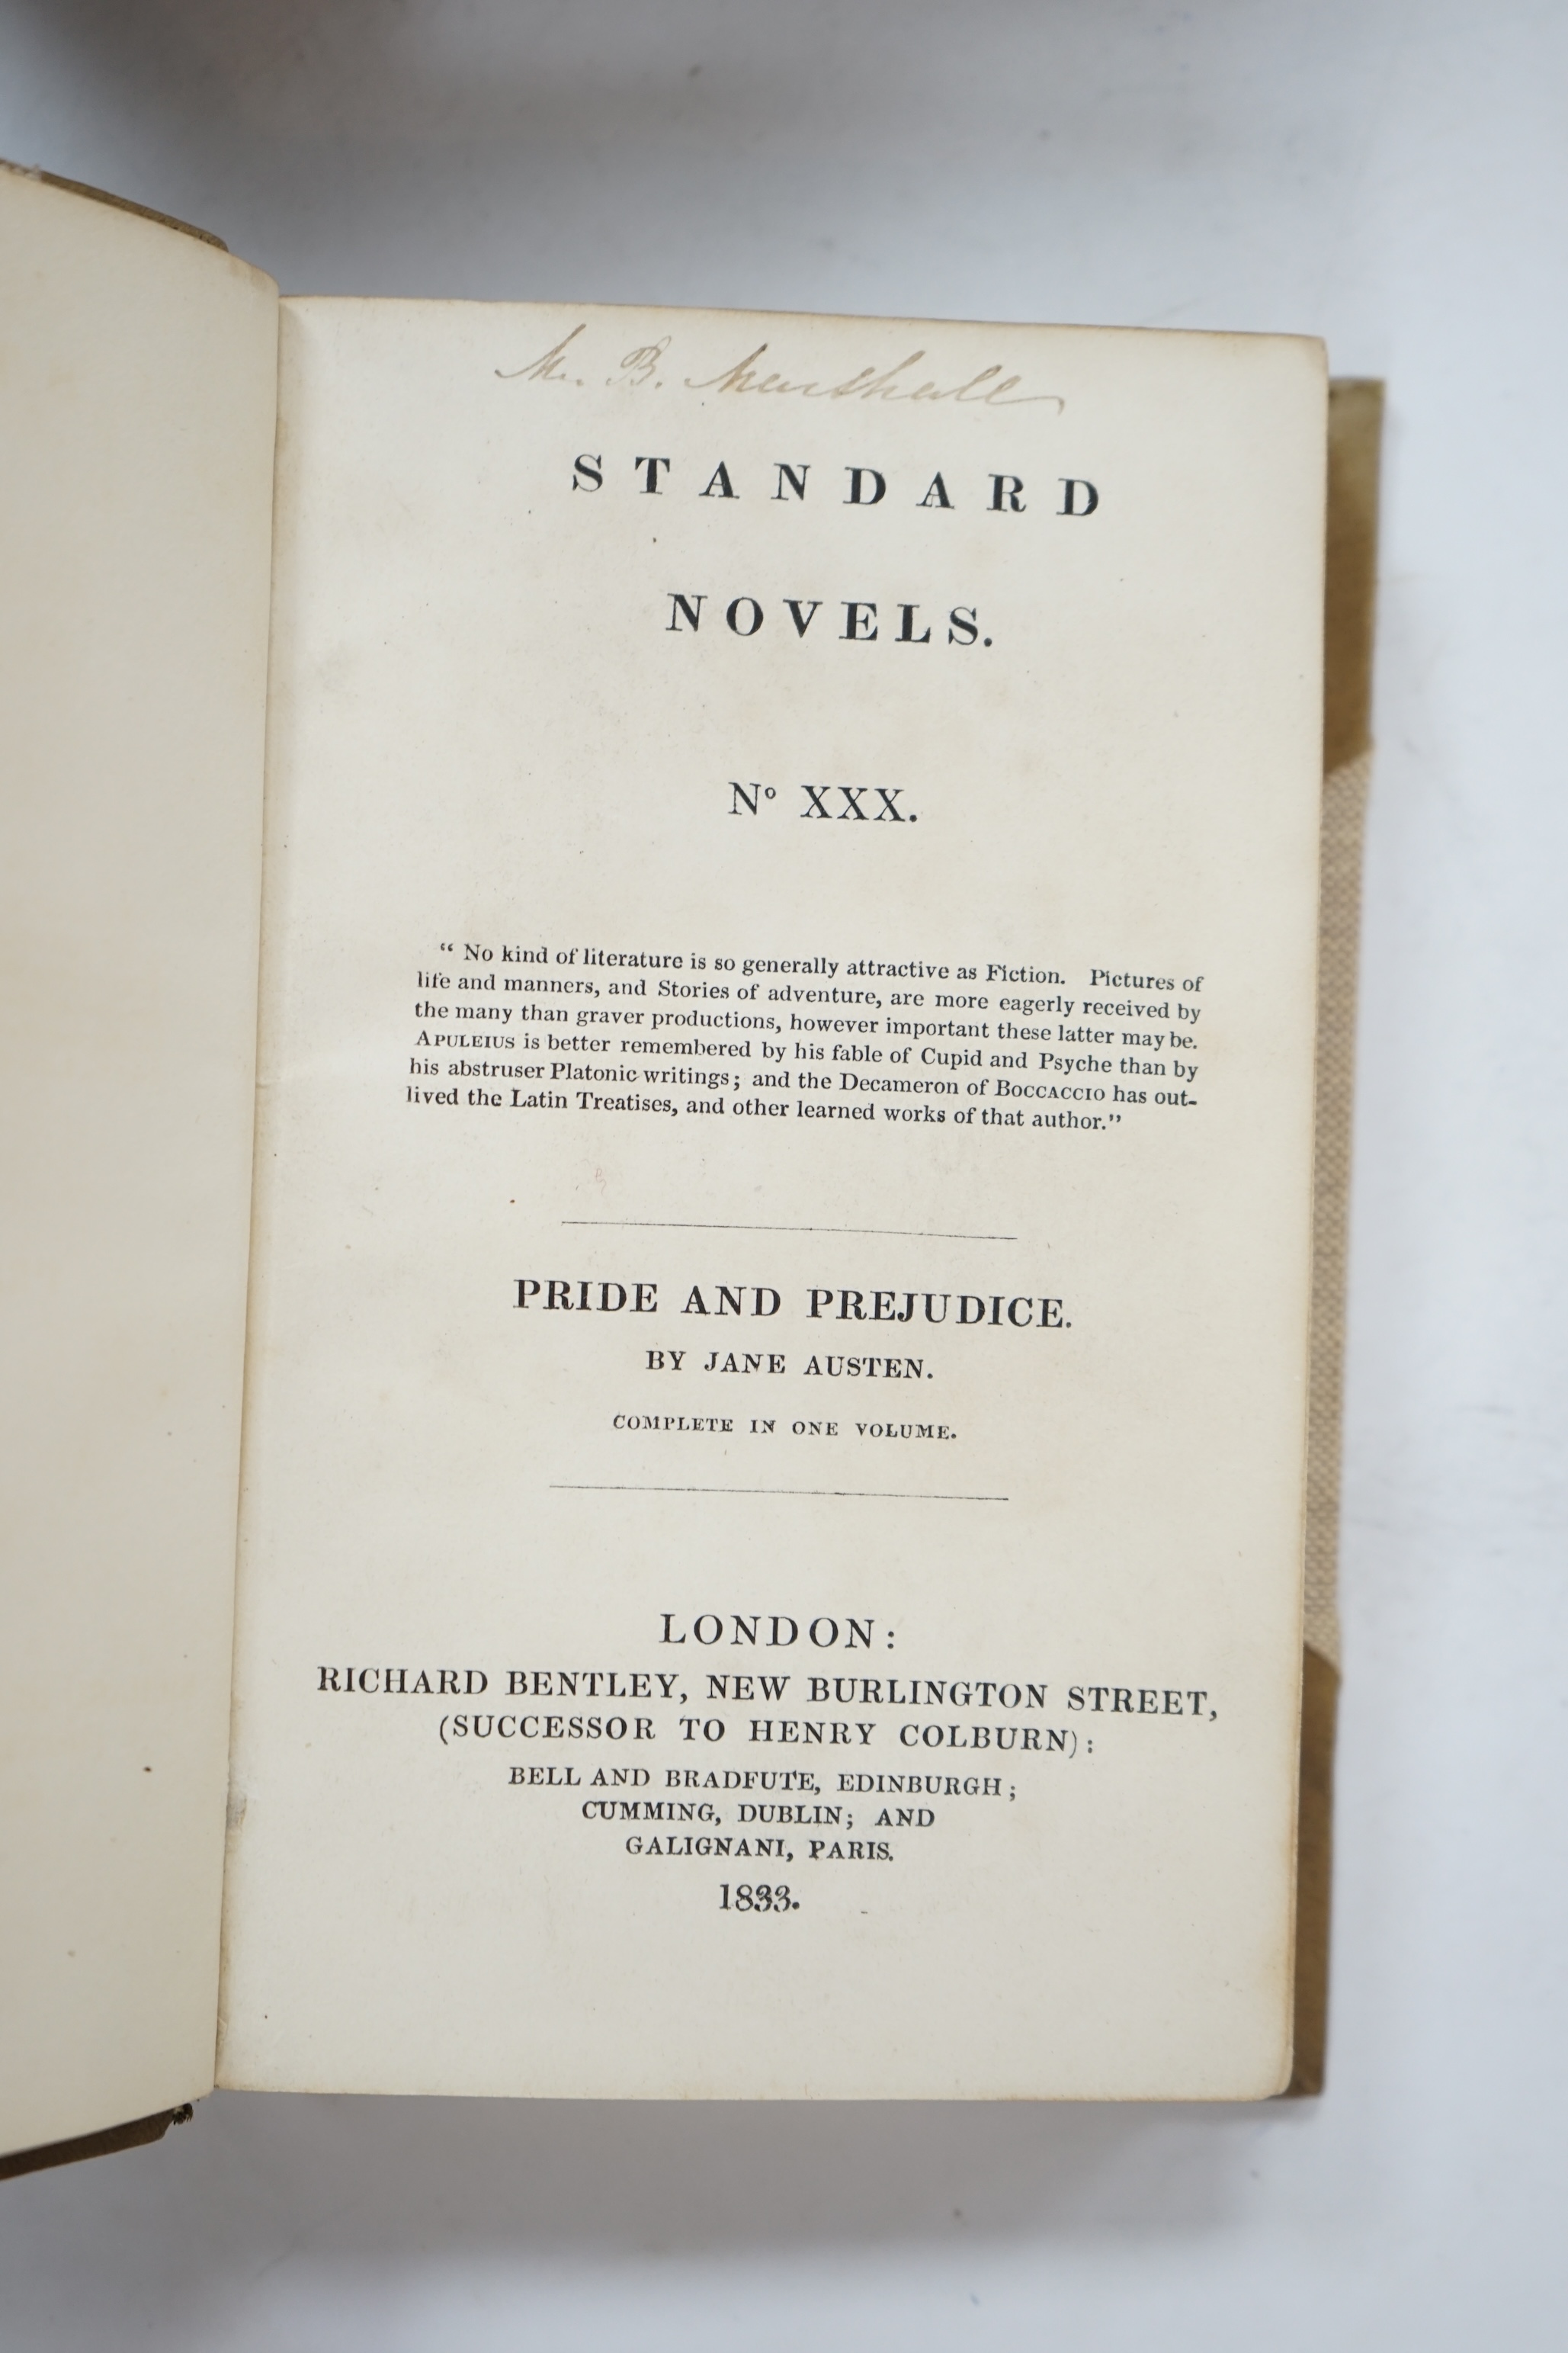 M. B. Marshall
STANDARD
NOVELS.
Nº XXX.
“ No kind of literature is so generally attractive as Fiction. Pictures of
life and manners, and Stories of adventure, are more eagerly received by
the many than graver productions, however important these latter may be.
APULEIUS is better remembered by his fable of Cupid and Psyche than by
his abstruser Platonic writings; and the Decameron of BOCCACCIO has out-
lived the Latin Treatises, and other learned works of that author.”
PRIDE AND PREJUDICE.
BY JANE AUSTEN.
COMPLETE IN ONE VOLUME.
LONDON:
RICHARD BENTLEY, NEW BURLINGTON STREET,
(SUCCESSOR TO HENRY COLBURN):
BELL AND BRADFUTE, EDINBURGH;
CUMMING, DUBLIN; AND
GALIGNANI, PARIS.
1833.